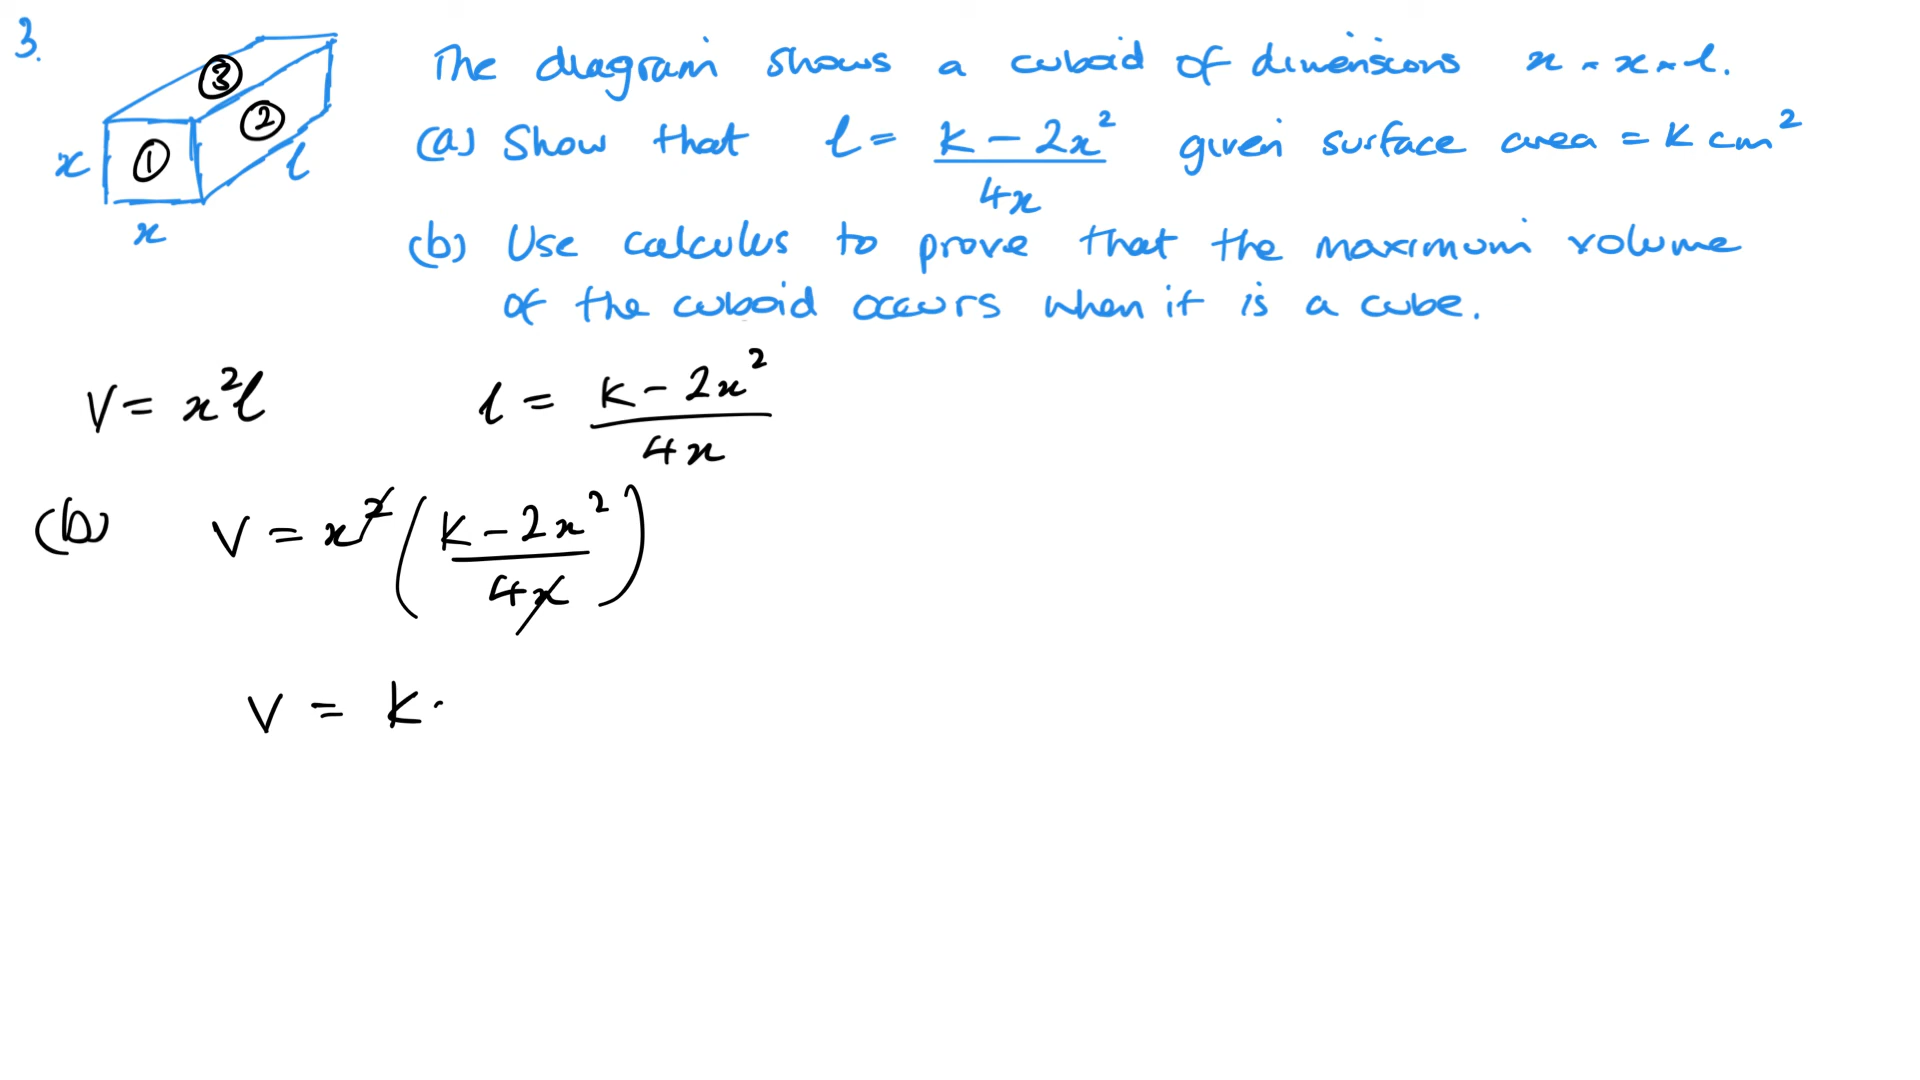 3.
③
②
①
x
l
x
The diagram shows a cuboid of dimensions x × x × l.
(a) Show that l = (k - 2x²)/4x given surface area = k cm²
(b) Use calculus to prove that the maximum volume
of the cuboid occurs when it is a cube.
V = x²l l = (k - 2x²)/4x
(b) V = x²((k - 2x²)/4x)
V = k